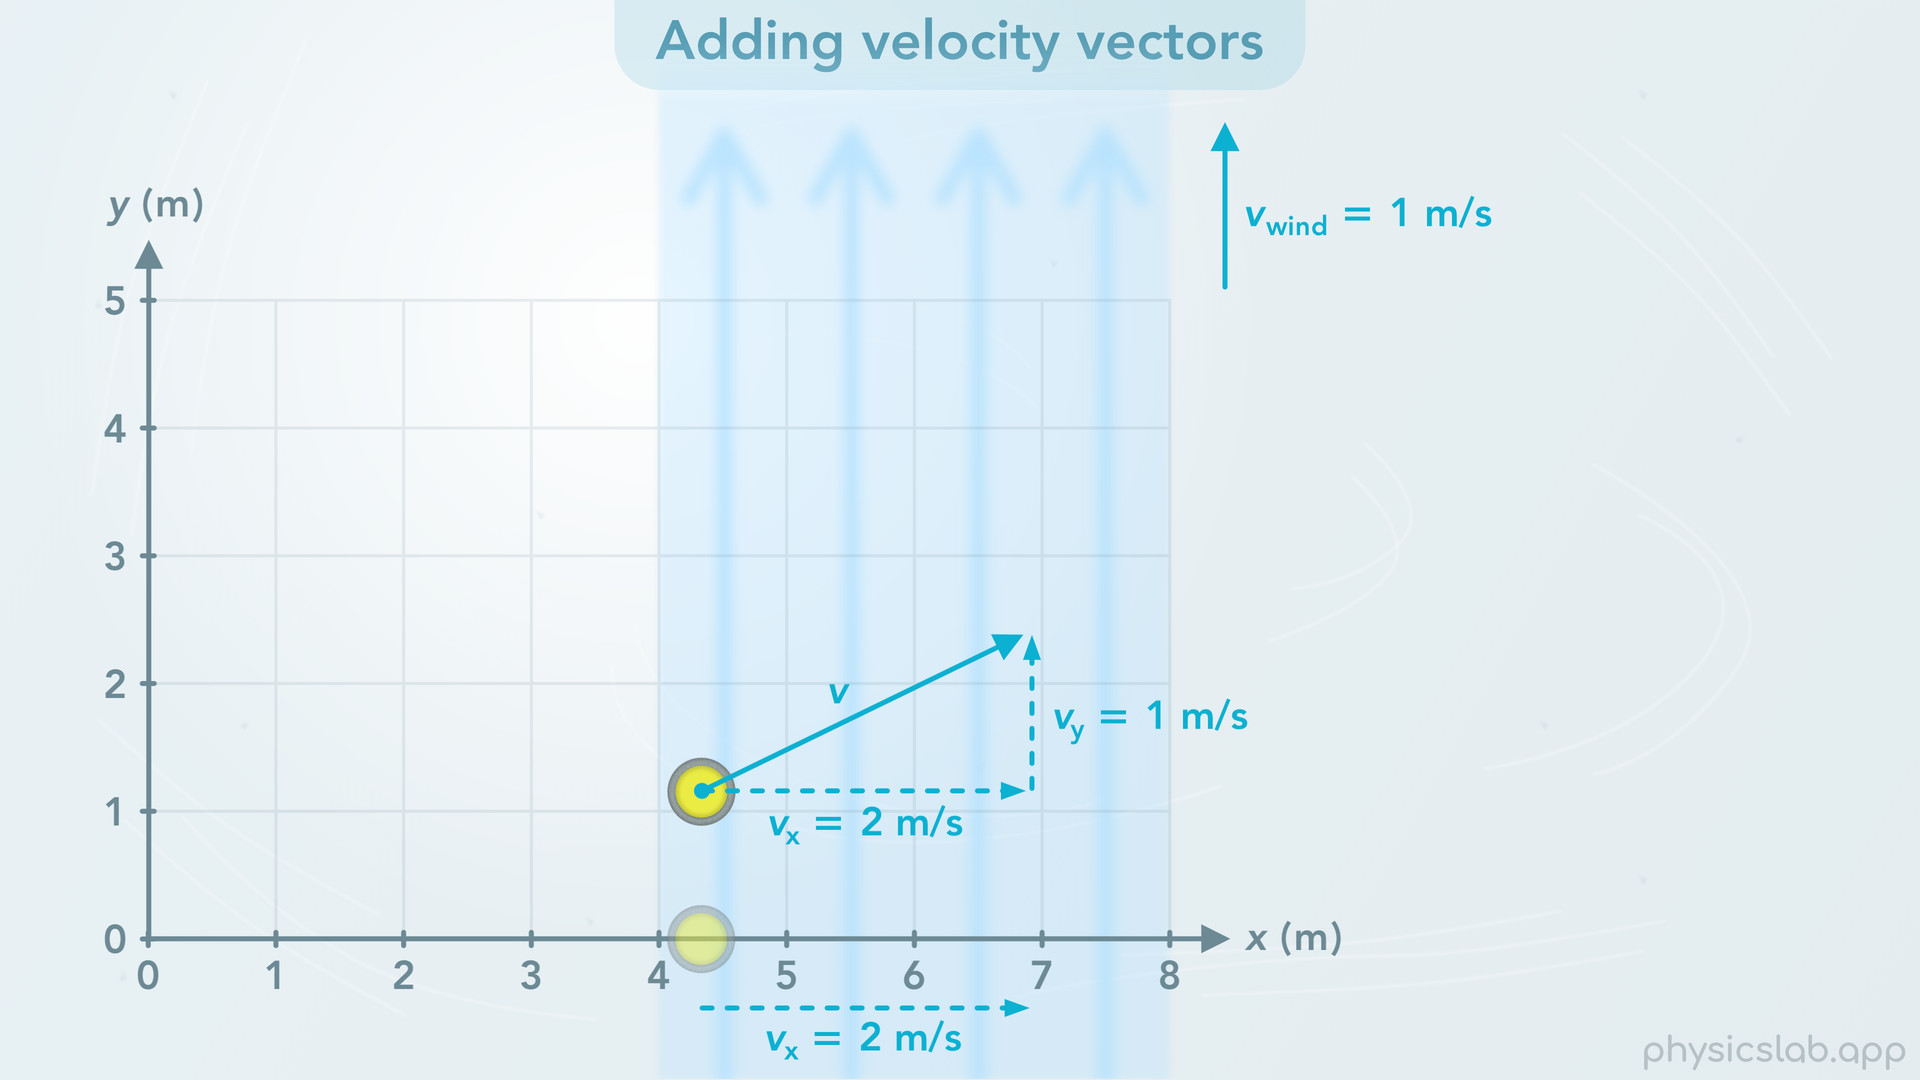 Adding velocity vectors
v_wind = 1 m/s
y (m)
5
4
3
2
1
0
v
v_y = 1 m/s
v_x = 2 m/s
x (m)
0 1 2 3 4 5 6 7 8
v_x = 2 m/s
physicslab.app